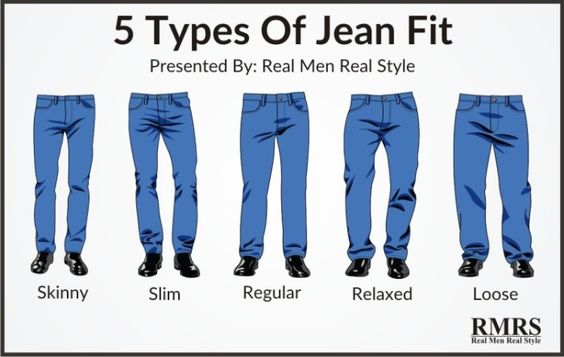 5 Types Of Jean Fit
Presented By: Real Men Real Style
Skinny
Slim
Regular
Relaxed
Loose
RMRS
Real Men Real Style